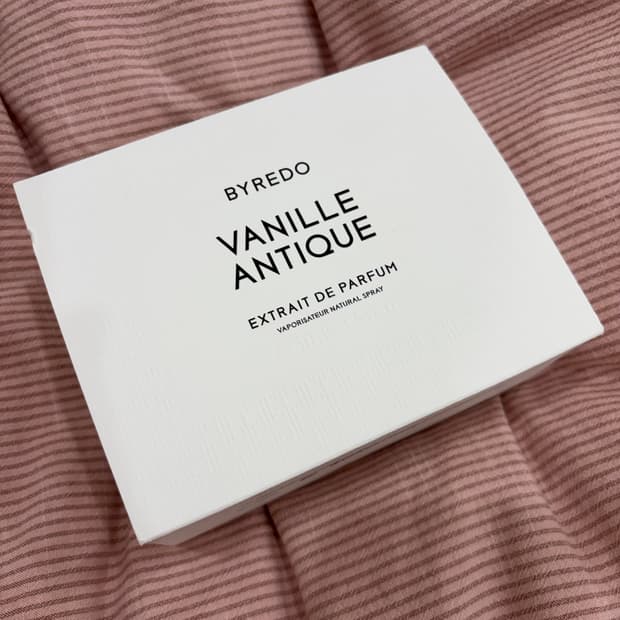 BYREDO
VANILLE
ANTIQUE
EXTRAIT DE PARFUM
VAPORISATEUR NATURAL SPRAY